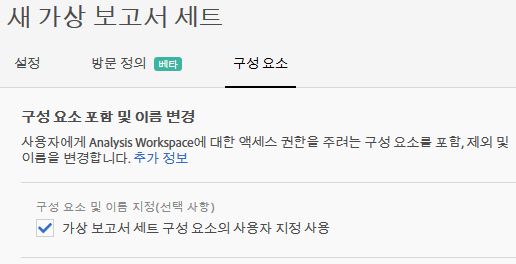 새 가상 보고서 세트
설정 방문 정의 베타 구성 요소
구성 요소 포함 및 이름 변경
사용자에게 Analysis Workspace에 대한 액세스 권한을 주려는 구성 요소를 포함, 제외 및
이름을 변경합니다. 추가 정보
구성 요소 및 이름 지정(선택 사항)
가상 보고서 세트 구성 요소의 사용자 지정 사용